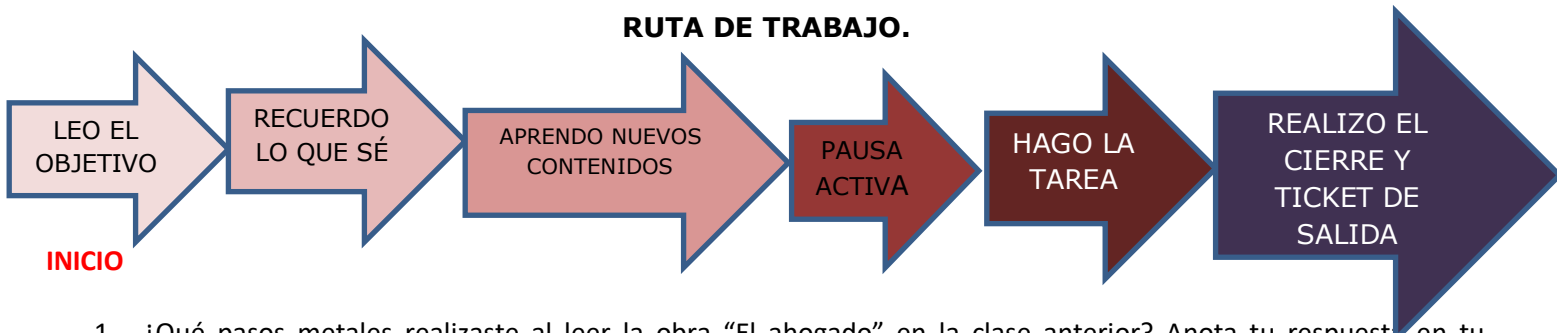 RUTA DE TRABAJO.
LEO EL
OBJETIVO
RECUERDO
LO QUE SÉ
APRENDO NUEVOS
CONTENIDOS
PAUSA
ACTIVA
HAGO LA
TAREA
REALIZO EL
CIERRE Y
TICKET DE
SALIDA
INICIO
1. ¿Qué pasos metales realizaste al leer la obra “El ahogado” en la clase anterior? Anota tu respuesta en tu